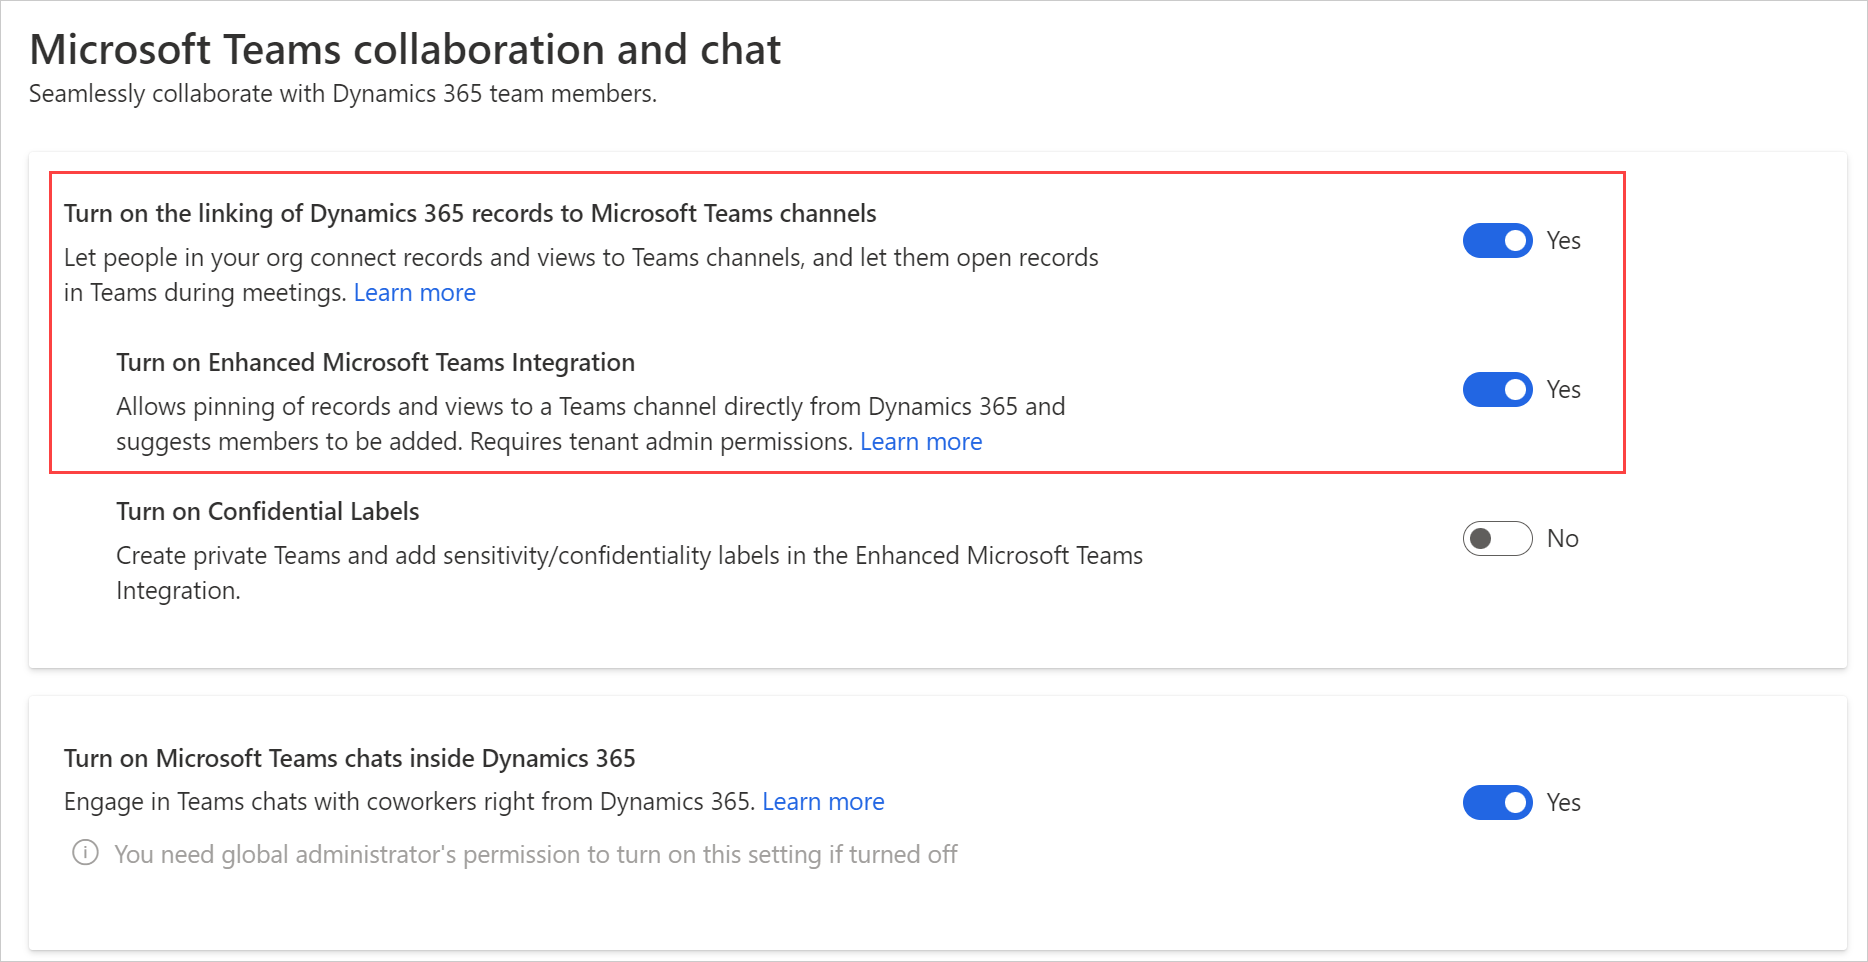 Microsoft Teams collaboration and chat
Seamlessly collaborate with Dynamics 365 team members.
Turn on the linking of Dynamics 365 records to Microsoft Teams channels
Let people in your org connect records and views to Teams channels, and let them open records
in Teams during meetings. Learn more
Yes
Turn on Enhanced Microsoft Teams Integration
Allows pinning of records and views to a Teams channel directly from Dynamics 365 and
suggests members to be added. Requires tenant admin permissions. Learn more
Yes
Turn on Confidential Labels
Create private Teams and add sensitivity/confidentiality labels in the Enhanced Microsoft Teams
Integration.
No
Turn on Microsoft Teams chats inside Dynamics 365
Engage in Teams chats with coworkers right from Dynamics 365. Learn more
Yes
You need global administrator's permission to turn on this setting if turned off